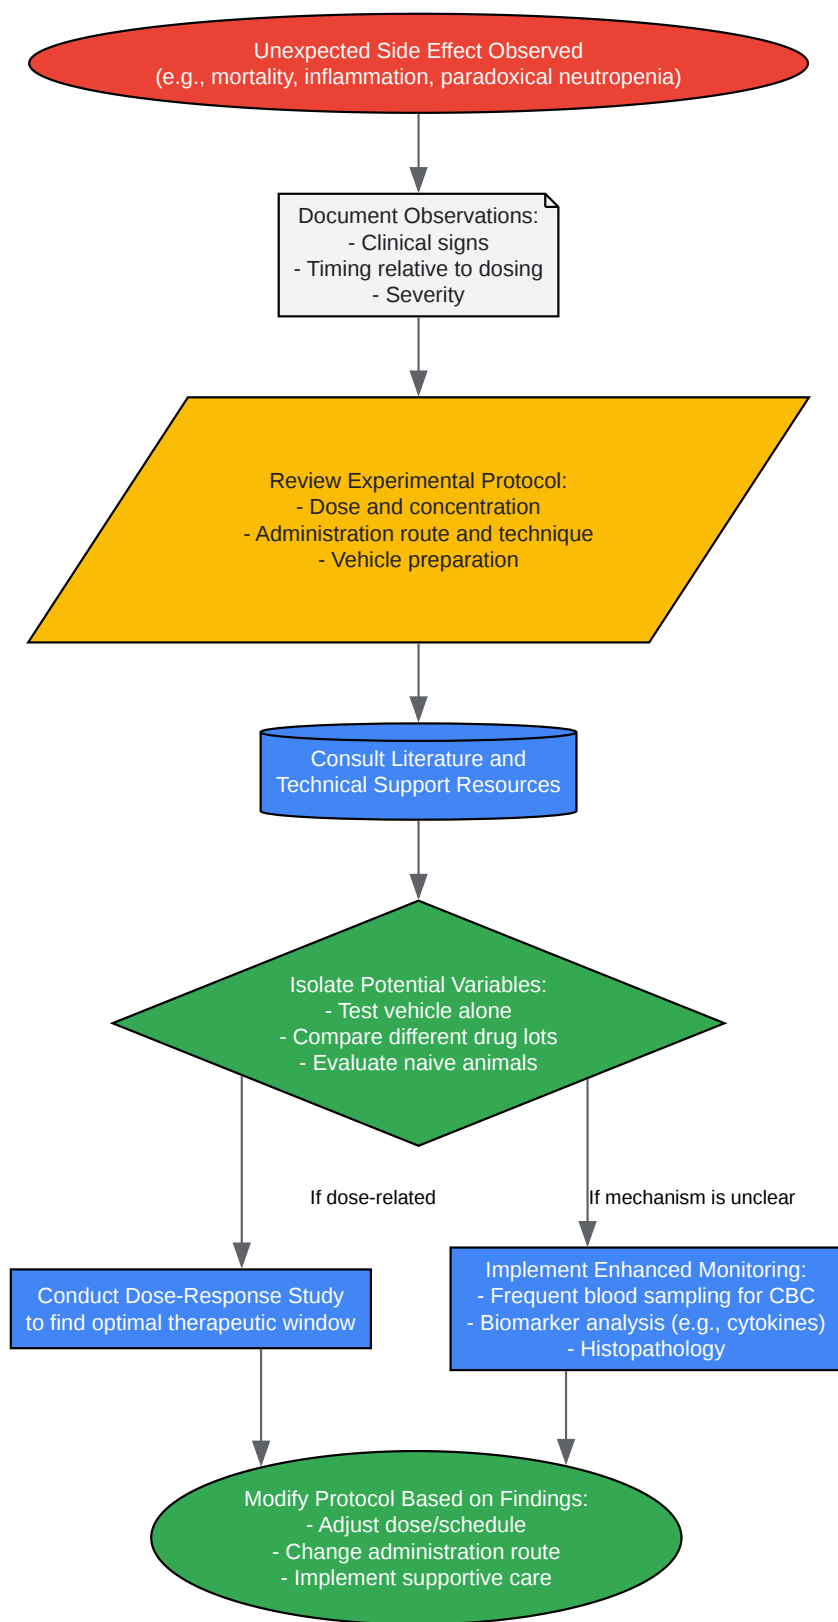 Unexpected Side Effect Observed
(e.g., mortality, inflammation, paradoxical neutropenia)
Document Observations:
- Clinical signs
- Timing relative to dosing
- Severity
Review Experimental Protocol:
- Dose and concentration
- Administration route and technique
- Vehicle preparation
Consult Literature and
Technical Support Resources
Isolate Potential Variables:
- Test vehicle alone
- Compare different drug lots
- Evaluate naive animals
If dose-related
If mechanism is unclear
Conduct Dose-Response Study
to find optimal therapeutic window
Implement Enhanced Monitoring:
- Frequent blood sampling for CBC
- Biomarker analysis (e.g., cytokines)
- Histopathology
Modify Protocol Based on Findings:
- Adjust dose/schedule
- Change administration route
- Implement supportive care